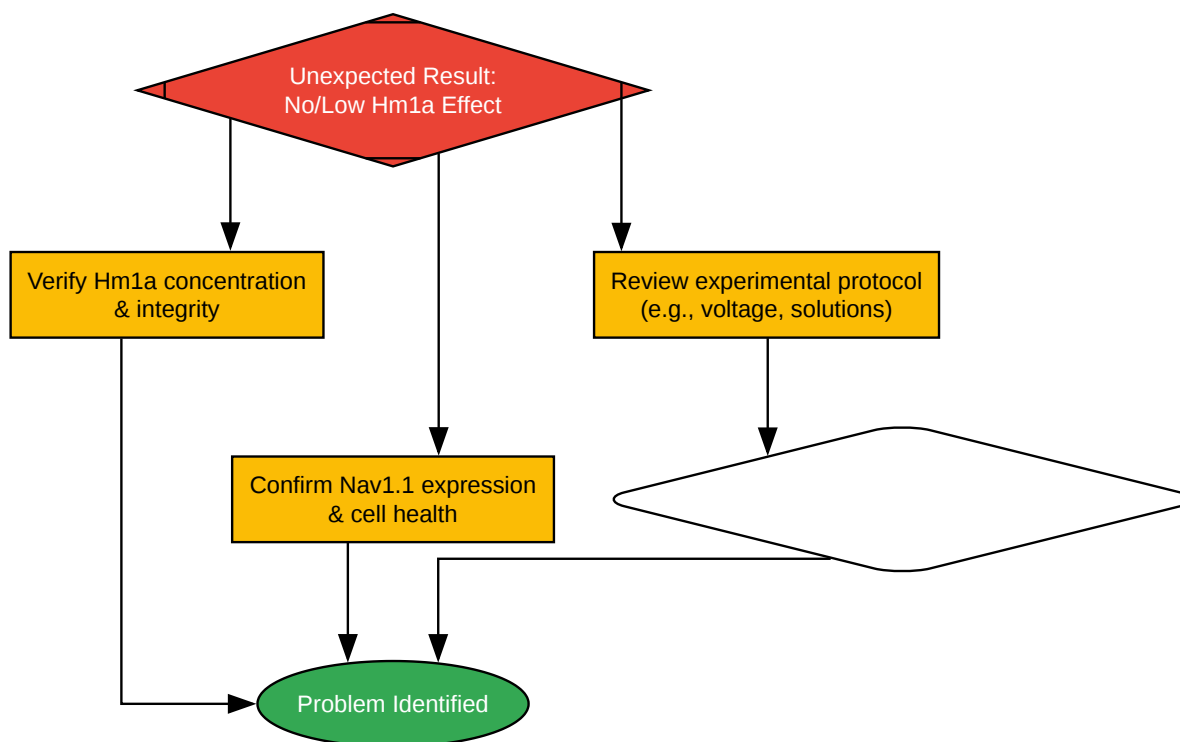 Unexpected Result:
No/Low Hm1a Effect
Verify Hm1a concentration
& integrity
Review experimental protocol
(e.g., voltage, solutions)
Confirm Nav1.1 expression
& cell health
Problem Identified